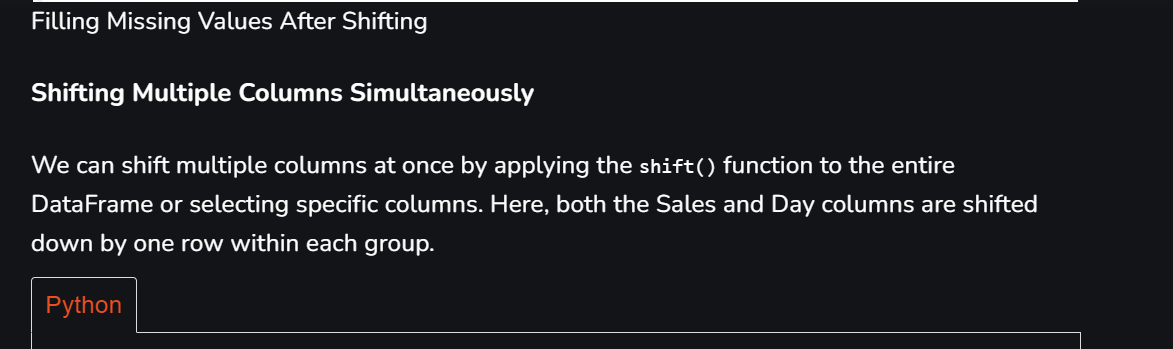 Filling Missing Values After Shifting
Shifting Multiple Columns Simultaneously
We can shift multiple columns at once by applying the shift() function to the entire
DataFrame or selecting specific columns. Here, both the Sales and Day columns are shifted
down by one row within each group.
Python